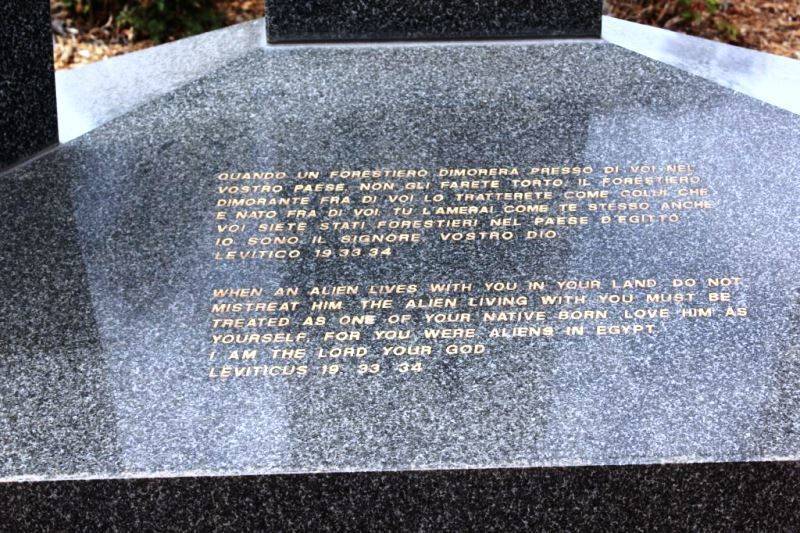 QUANDO UN FORESTIERO DIMORERA PRESSO DI VOI NEL
VOSTRO PAESE, NON GLI FARETE TORTO. IL FORESTIERO
DIMORANTE FRA DI VOI LO TRATTERETE COME COLUI CHE
E NATO FRA DI VOI. TU L'AMERAI COME TE STESSO ANCHE
VOI SIETE STATI FORESTIERI NEL PAESE D'EGITTO
IO SONO IL SIGNORE, VOSTRO DIO.
LEVITICO 19.33.34
WHEN AN ALIEN LIVES WITH YOU IN YOUR LAND, DO NOT
MISTREAT HIM. THE ALIEN LIVING WITH YOU MUST BE
TREATED AS ONE OF YOUR NATIVE BORN. LOVE HIM AS
YOURSELF, FOR YOU WERE ALIENS IN EGYPT.
I AM THE LORD YOUR GOD
LEVITICUS 19. 33. 34